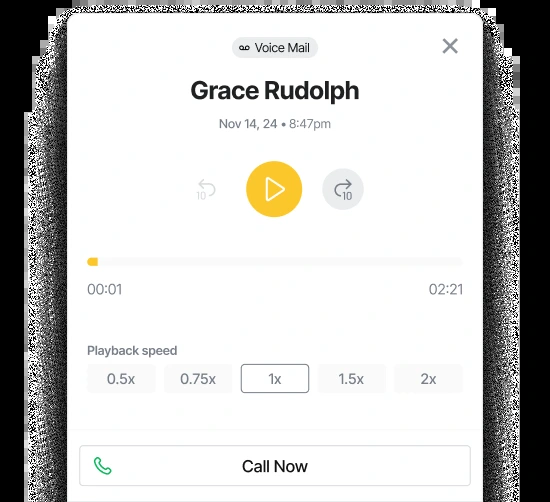 Voice Mail
Grace Rudolph
Nov 14, 24 • 8:47pm
10 10
00:01 02:21
Playback speed
0.5x 0.75x 1x 1.5x 2x
Call Now